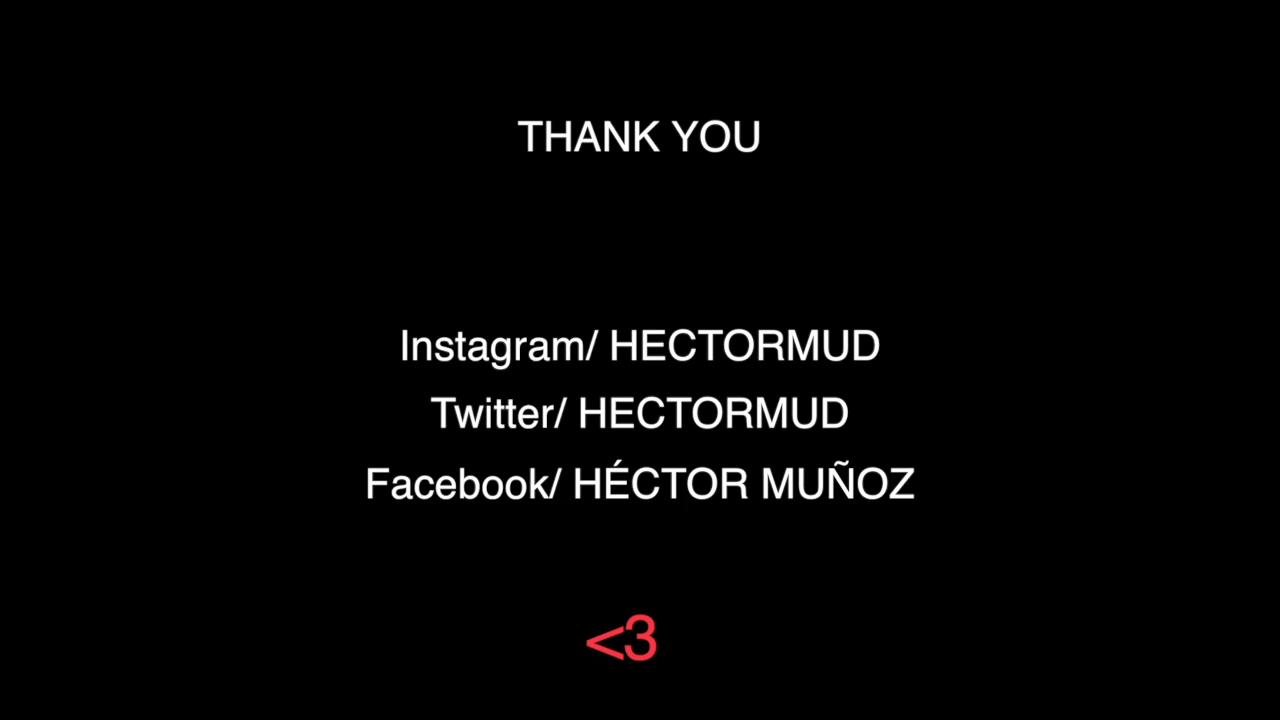 THANK YOU
Instagram/ HECTORMUD
Twitter/ HECTORMUD
Facebook/ HÉCTOR MUÑOZ
<3